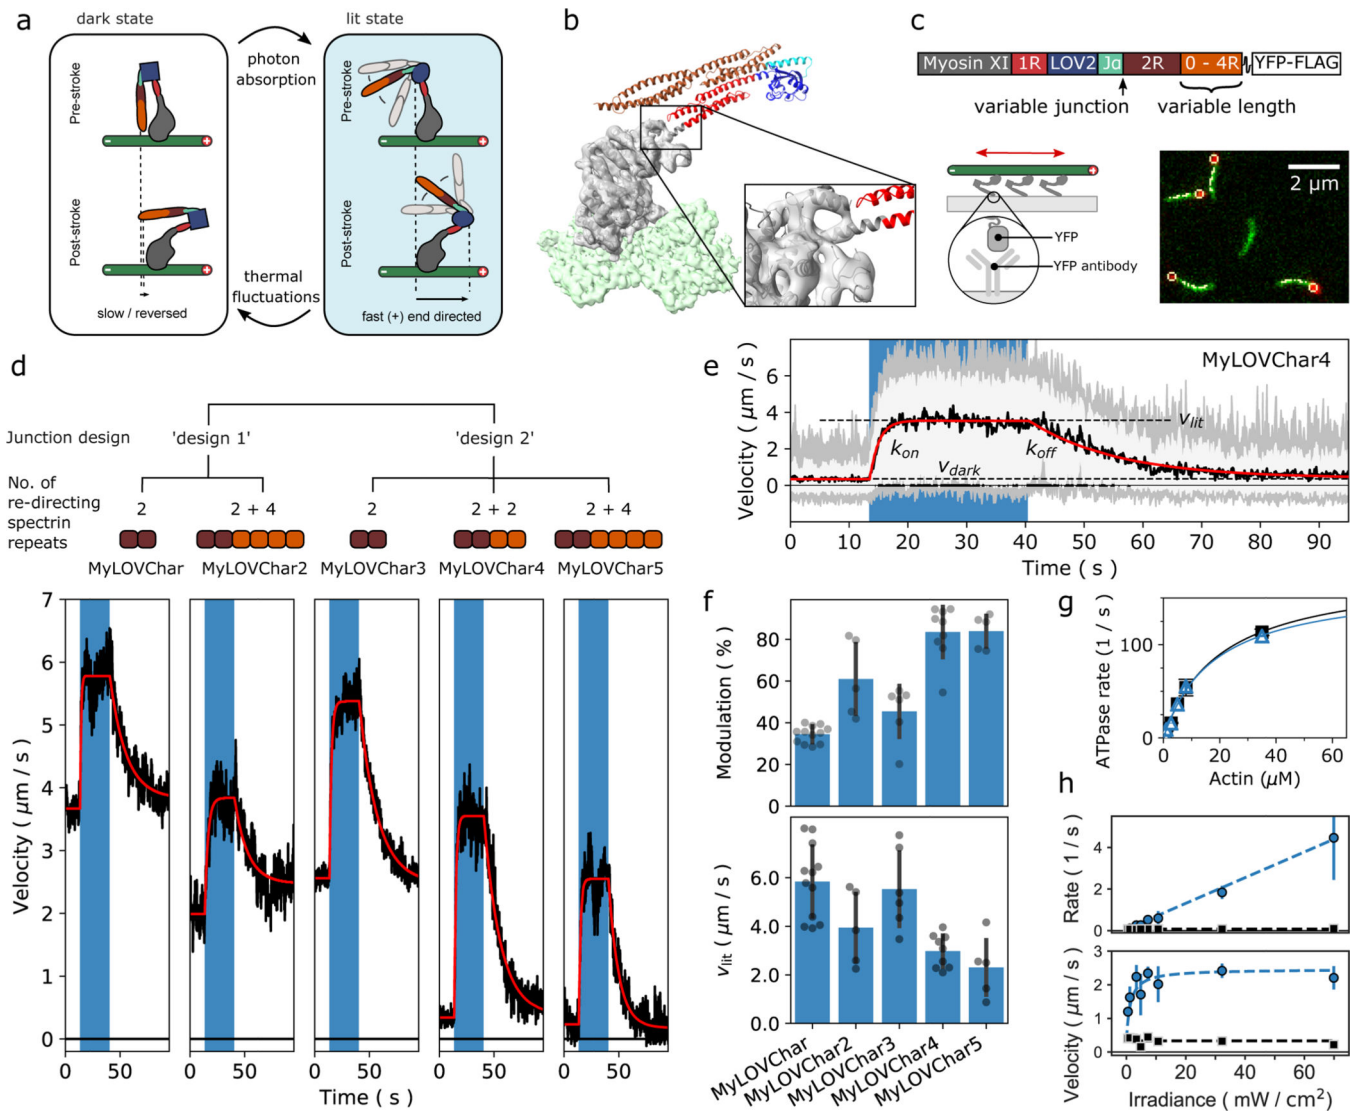 a
dark state
lit state
photon
absorption
Pre-stroke
Pre-stroke
Post-stroke
Post-stroke
thermal
fluctuations
slow / reversed
fast (+) end directed
- +
- +
- +
- +
b
c
Myosin XI 1R LOV2 Jα 2R 0 - 4R YFP-FLAG
variable junction
variable length
- +
YFP
YFP antibody
2 μm
d
Junction design
'design 1'
'design 2'
No. of
re-directing
spectrin
repeats
2
2 + 4
2
2 + 2
2 + 4
MyLOVChar
MyLOVChar2
MyLOVChar3
MyLOVChar4
MyLOVChar5
Velocity ( μm / s )
7
6
5
4
3
2
1
0
0 50
0 50
0 50
0 50
0 50
Time ( s )
e
MyLOVChar4
Velocity ( μm / s )
6
4
2
0
kon
koff
vdark
vlit
0 10 20 30 40 50 60 70 80 90
Time ( s )
f
Modulation ( % )
80
60
40
20
0
vlit ( μm / s )
6.0
4.0
2.0
0.0
MyLOVChar
MyLOVChar2
MyLOVChar3
MyLOVChar4
MyLOVChar5
g
ATPase rate (1 / s )
100
0
0 20 40 60
Actin (μM )
h
Rate ( 1 / s )
4
2
0
Velocity ( μm / s )
3
2
1
0
0 20 40 60
Irradiance ( mW / cm²)